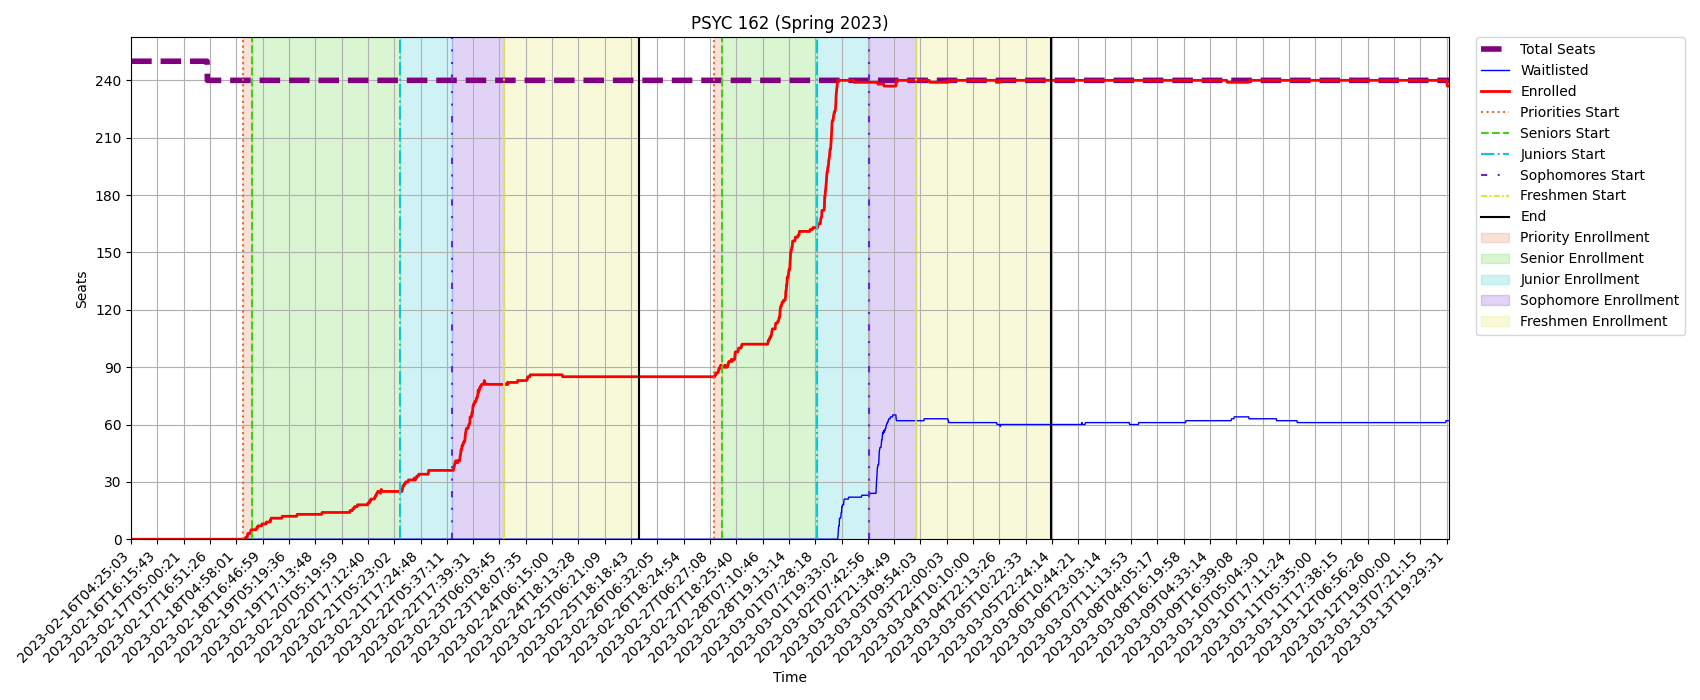 PSYC 162 (Spring 2023)
Seats
240
210
180
150
120
90
60
30
0
2023-02-16T04:25:03
2023-02-16T16:15:43
2023-02-17T05:00:21
2023-02-17T16:51:26
2023-02-18T04:58:01
2023-02-18T16:46:59
2023-02-19T05:19:36
2023-02-19T17:13:48
2023-02-20T05:19:59
2023-02-20T17:12:40
2023-02-21T05:23:02
2023-02-21T17:24:48
2023-02-22T05:37:11
2023-02-22T17:39:31
2023-02-23T06:03:45
2023-02-23T18:07:35
2023-02-24T06:15:00
2023-02-24T18:13:28
2023-02-25T06:21:09
2023-02-25T18:18:43
2023-02-26T06:32:05
2023-02-26T18:24:54
2023-02-27T06:27:08
2023-02-27T18:25:40
2023-02-28T07:10:46
2023-02-28T19:13:14
2023-03-01T07:28:18
2023-03-01T19:33:02
2023-03-02T07:42:56
2023-03-02T21:34:49
2023-03-03T09:54:03
2023-03-03T22:00:03
2023-03-04T10:10:00
2023-03-04T22:13:26
2023-03-05T10:22:33
2023-03-05T22:24:14
2023-03-06T10:44:21
2023-03-06T23:03:14
2023-03-07T11:13:53
2023-03-08T04:05:17
2023-03-08T16:19:58
2023-03-09T04:33:14
2023-03-09T16:39:08
2023-03-10T05:04:30
2023-03-10T17:11:24
2023-03-11T05:35:00
2023-03-11T17:38:15
2023-03-12T06:56:26
2023-03-12T19:00:00
2023-03-13T07:21:15
2023-03-13T19:29:31
Time
Total Seats
Waitlisted
Enrolled
Priorities Start
Seniors Start
Juniors Start
Sophomores Start
Freshmen Start
End
Priority Enrollment
Senior Enrollment
Junior Enrollment
Sophomore Enrollment
Freshmen Enrollment